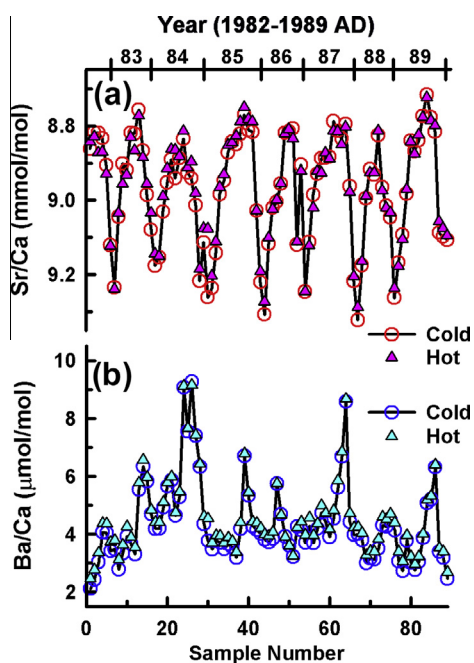 Year (1982-1989 AD)
83 84 85 86 87 88 89
(a)
Sr/Ca (mmol/mol)
8.8
9.0
9.2
Cold
Hot
(b)
Cold
Hot
Ba/Ca (μmol/mol)
10
8
6
4
2
0 20 40 60 80
Sample Number